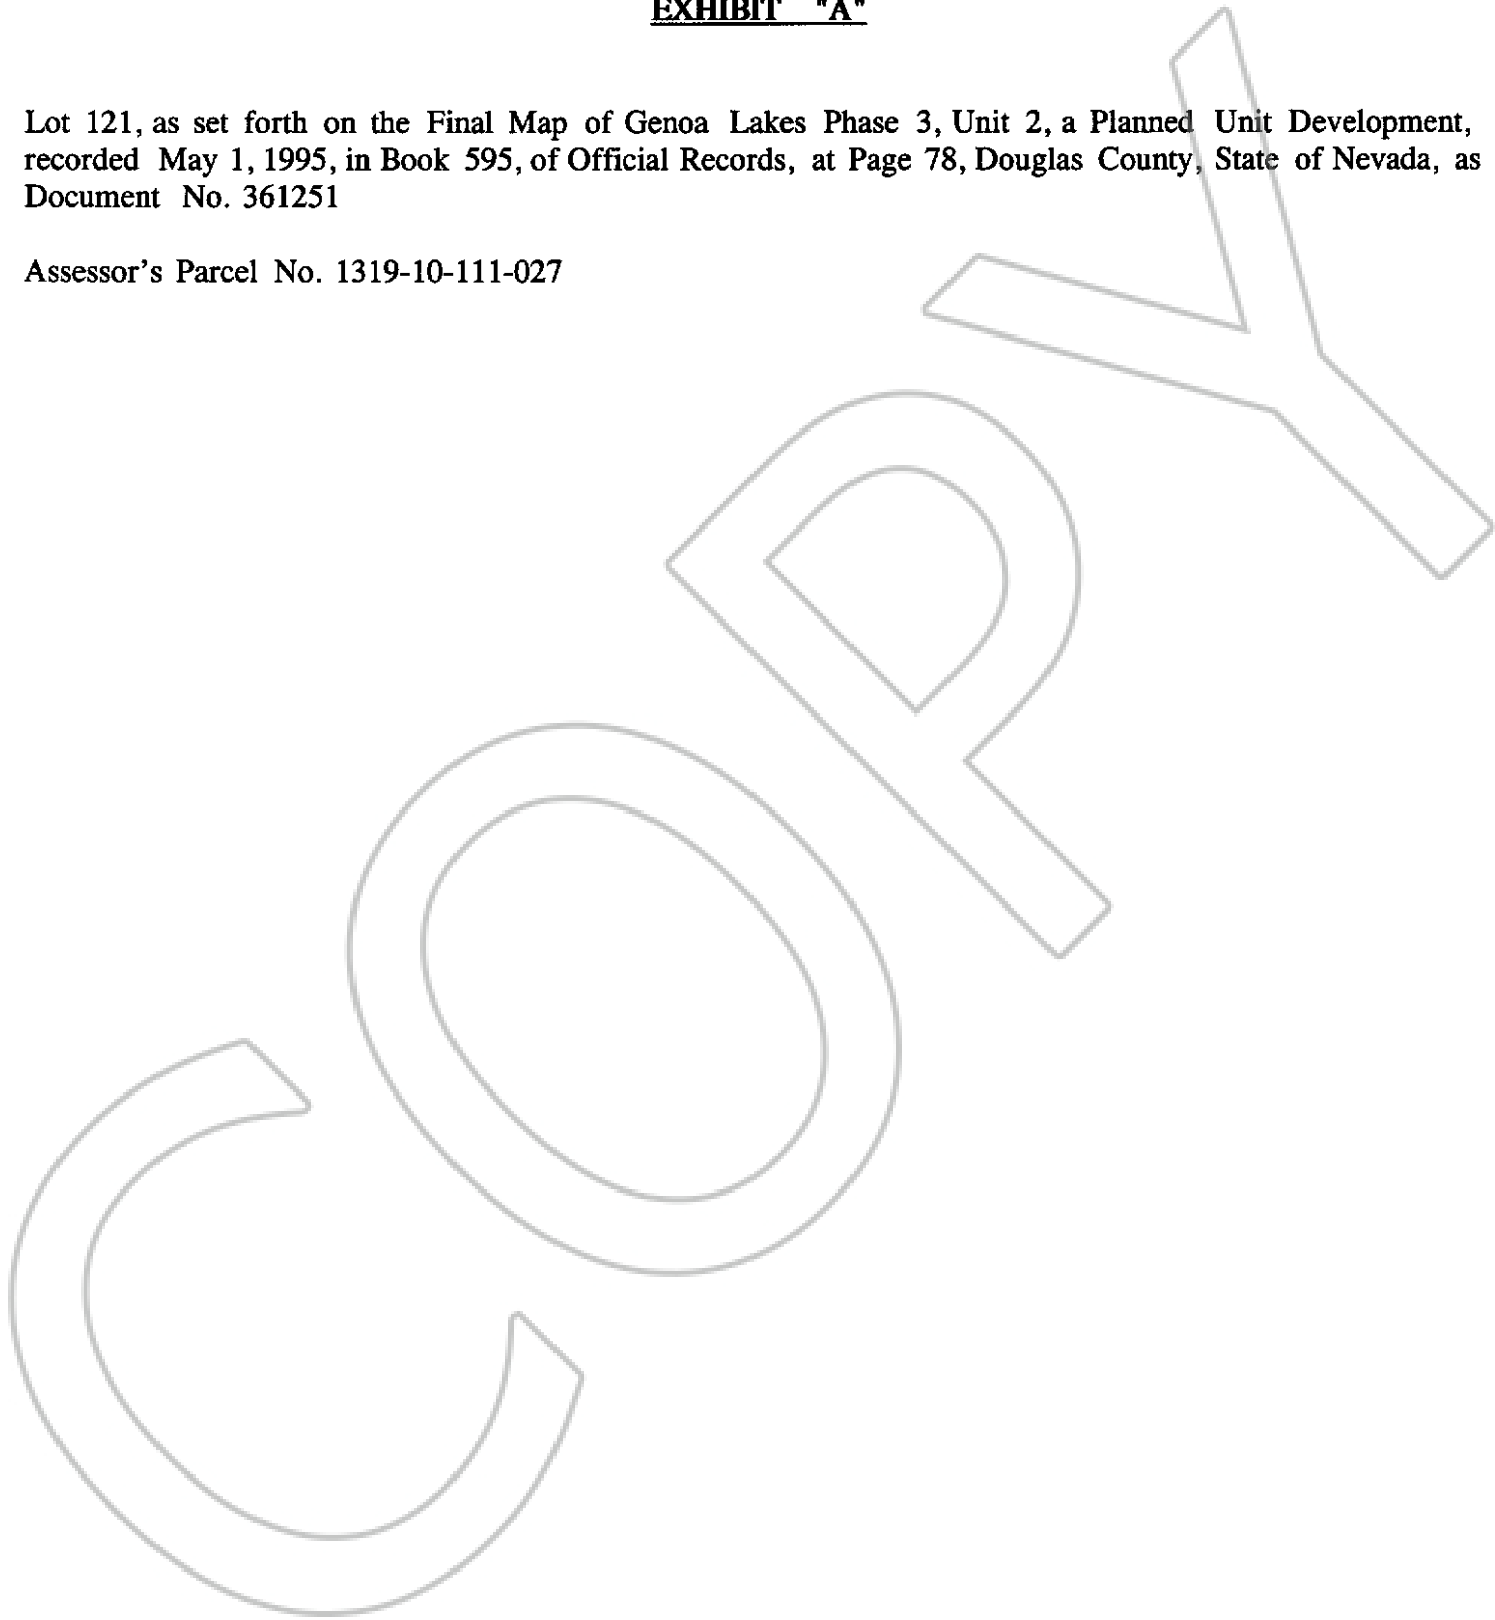 EXHIBIT "A"
Lot 121, as set forth on the Final Map of Genoa Lakes Phase 3, Unit 2, a Planned Unit Development,
recorded May 1, 1995, in Book 595, of Official Records, at Page 78, Douglas County, State of Nevada, as
Document No. 361251
Assessor's Parcel No. 1319-10-111-027
COPY